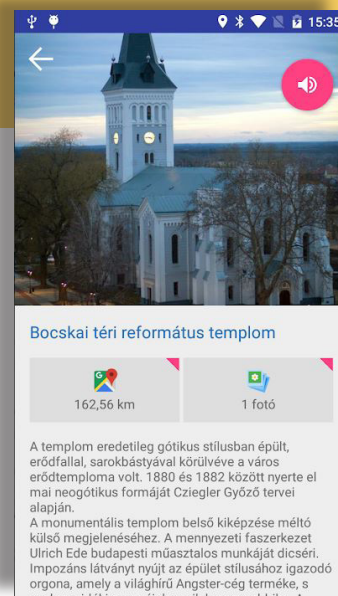 15:35
Bocskai téri református templom
162,56 km
1 fotó
A templom eredetileg gótikus stílusban épült,
erődfallal, sarokbástyával körülvéve a város
erődtemploma volt. 1880 és 1882 között nyerte el
mai neogótikus formáját Cziegler Győző tervei
alapján.
A monumentális templom belső kiképzése méltó
külső megjelenéséhez. A mennyezeti faszerkezet
Ulrich Ede budapesti műasztalos munkáját dicséri.
Impozáns látványt nyújt az épület stílusához igazodó
orgona, amely a világhírű Angster-cég terméke, s